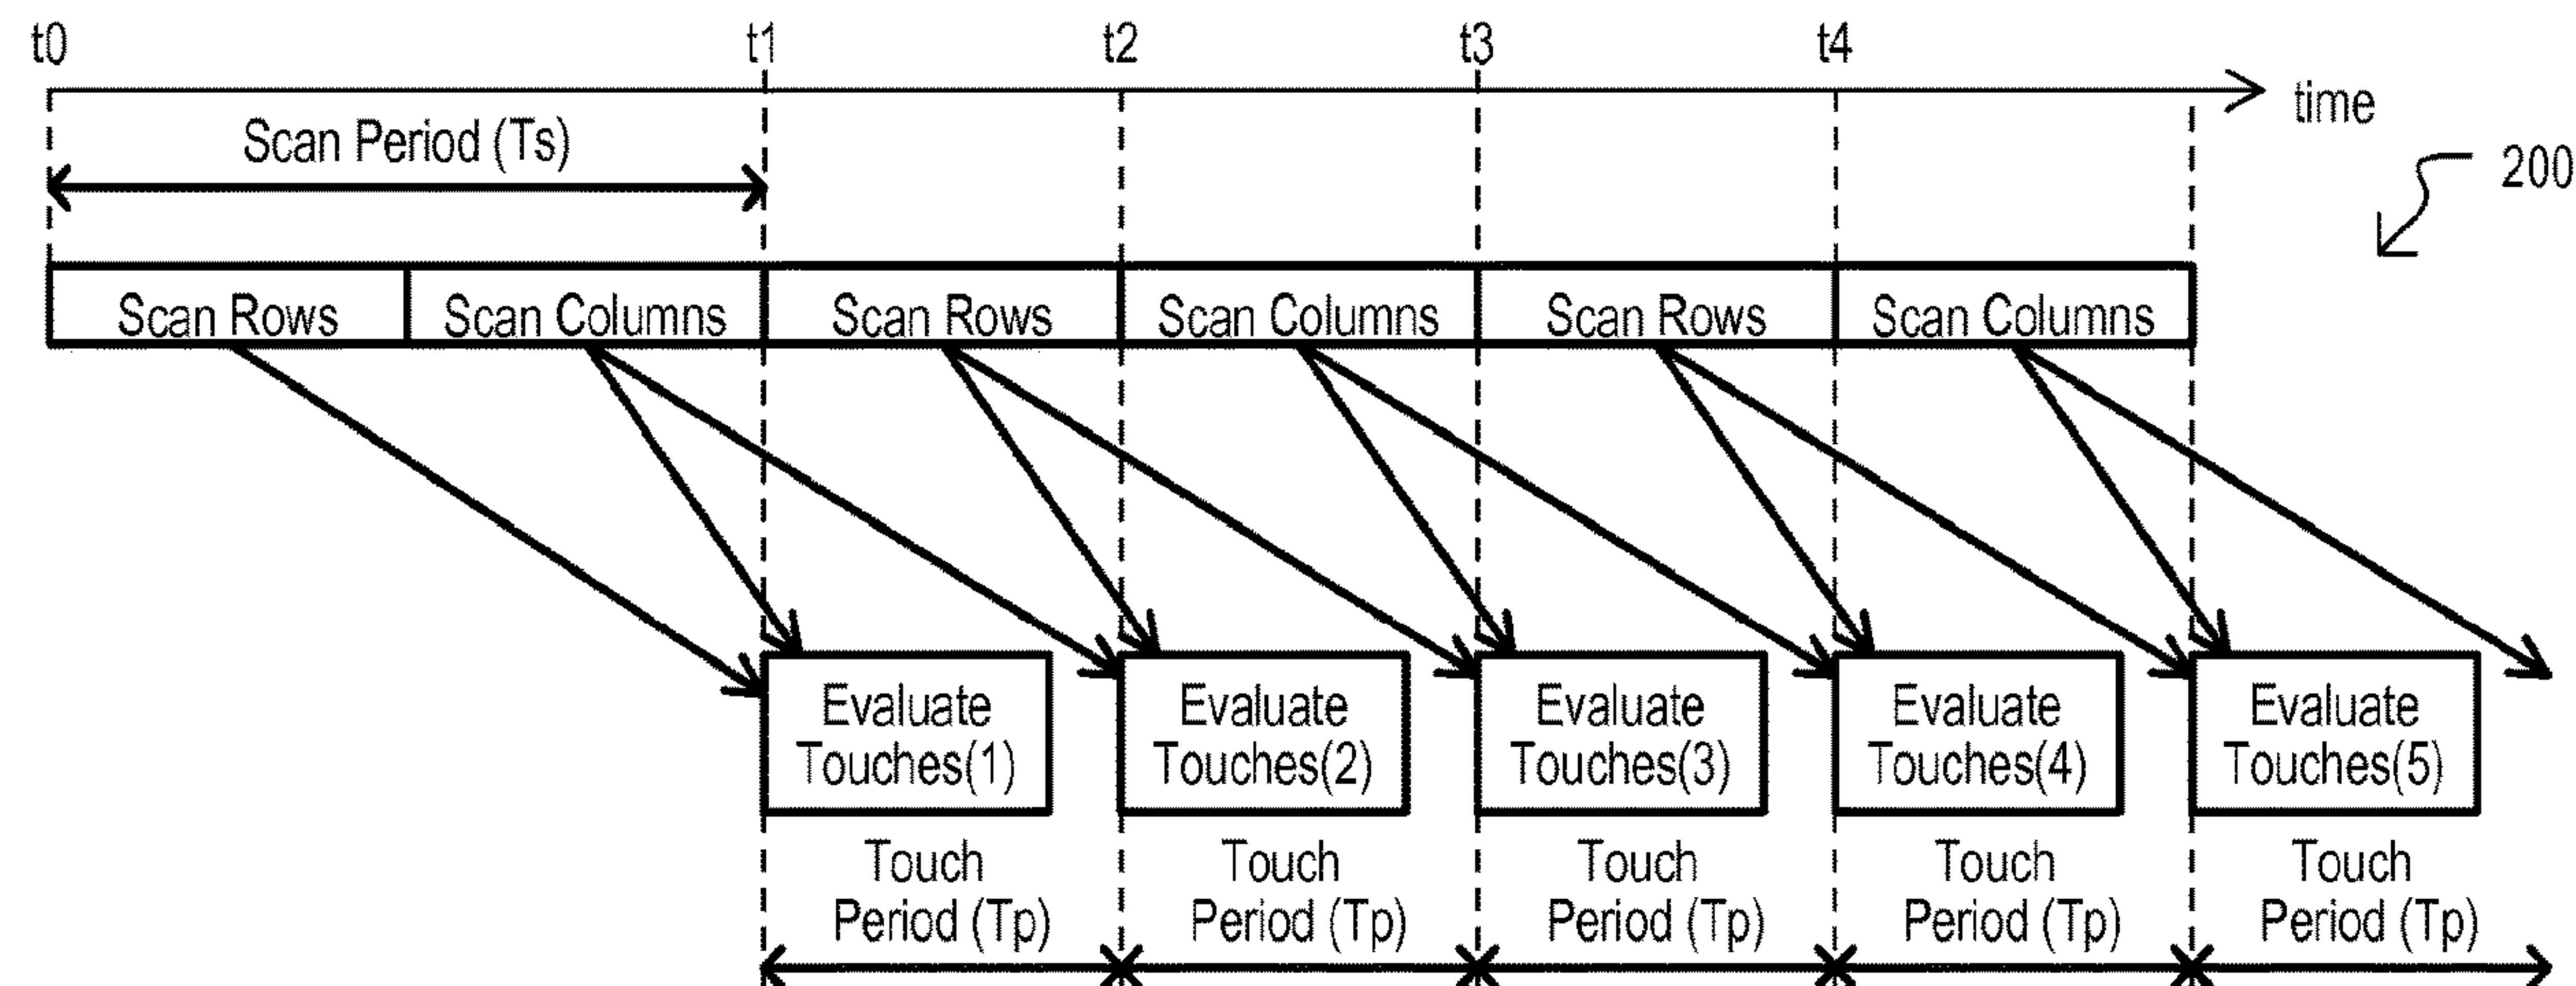 t0 t1 t2 t3 t4
time
Scan Period (Ts)
200
Scan Rows Scan Columns Scan Rows Scan Columns Scan Rows Scan Columns
Evaluate Evaluate Evaluate Evaluate Evaluate
Touches(1) Touches(2) Touches(3) Touches(4) Touches(5)
Touch Touch Touch Touch Touch
Period (Tp) Period (Tp) Period (Tp) Period (Tp) Period (Tp)